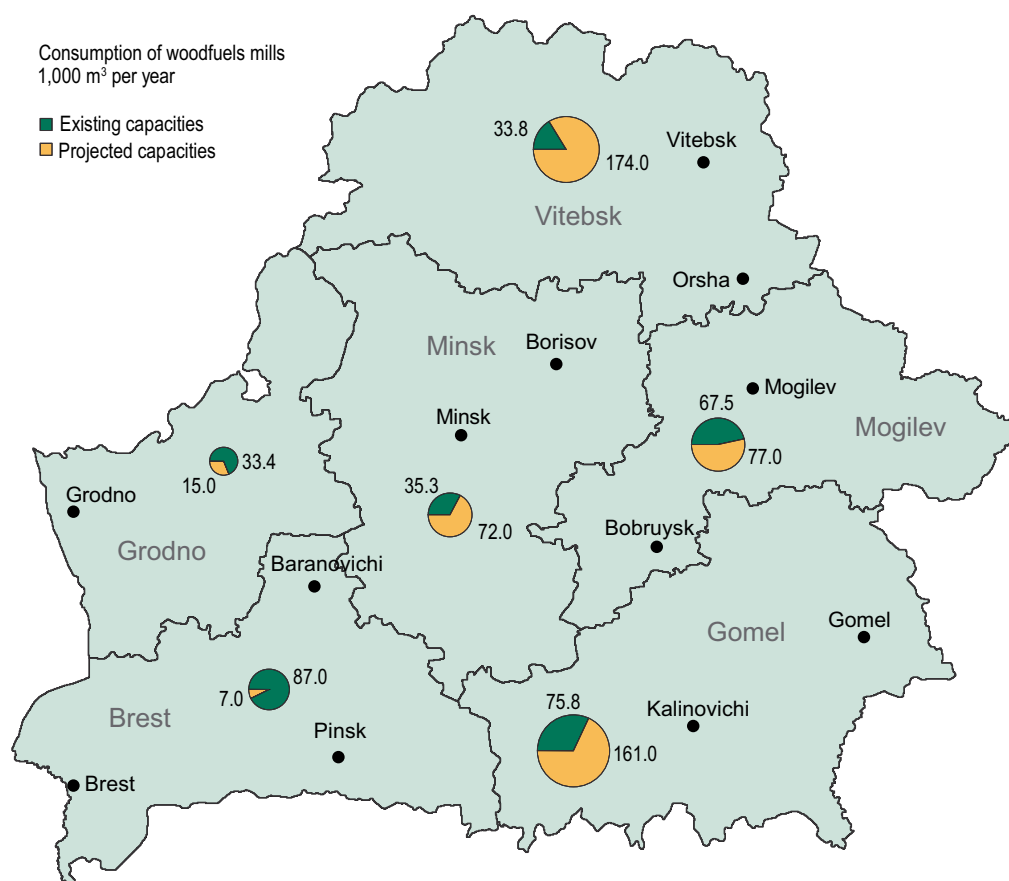 Consumption of woodfuels mills
1,000 m³ per year
Existing capacities
Projected capacities
33.8
174.0
Vitebsk
Vitebsk
Orsha
Minsk
Borisov
Minsk
35.3
72.0
67.5
77.0
Mogilev
Mogilev
Bobruysk
33.4
15.0
Grodno
Grodno
Baranovichi
87.0
7.0
Brest
Pinsk
Brest
Gomel
Gomel
75.8
161.0
Kalinovichi